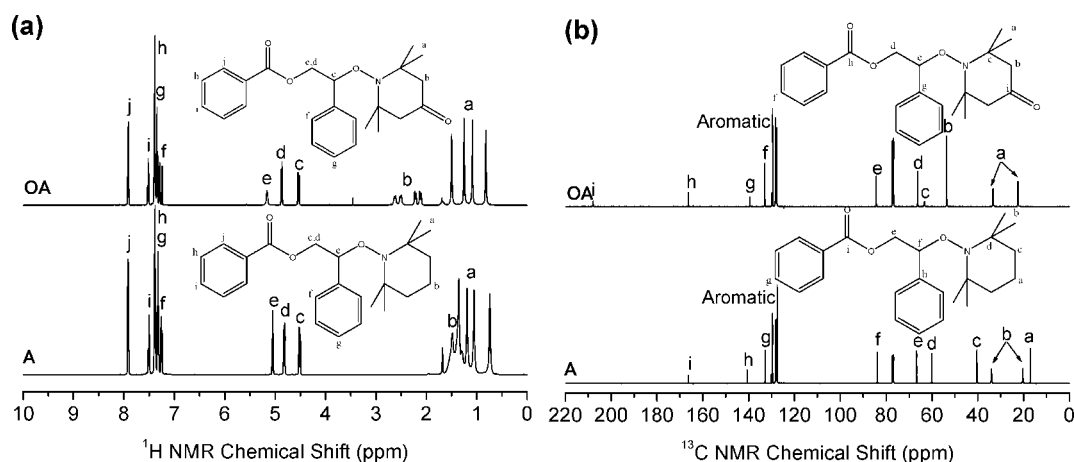 (a)
h
j
g
i
f
e
d
c
b
a
OA
O
O
O
N
O
a
b
c,d
e
f
g
h
i
j
h
j
g
i
f
e
d
c
b
a
A
O
O
O
N
a
b
c,d
e
f
g
h
i
j
10 9 8 7 6 5 4 3 2 1 0
1H NMR Chemical Shift (ppm)
(b)
Aromatic
j
h
g
f
e
d
c
b
a
OA
O
O
O
N
O
a
b
c
d
e
f
g
h
i
Aromatic
i
h
g
f
e
d
c
b
a
A
O
O
O
N
a
b
c
d
e
f
g
h
i
220 200 180 160 140 120 100 80 60 40 20 0
13C NMR Chemical Shift (ppm)